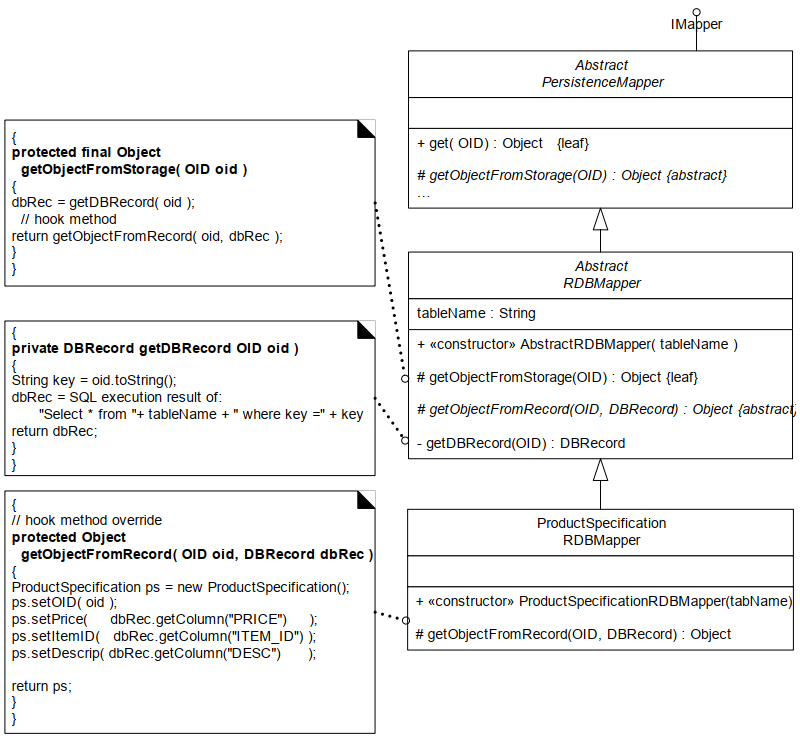 IMapper
Abstract
PersistenceMapper
+ get( OID) : Object {leaf}
# getObjectFromStorage(OID) : Object {abstract}
...
{
protected final Object
getObjectFromStorage( OID oid )
{
dbRec = getDBRecord( oid );
// hook method
return getObjectFromRecord( oid, dbRec );
}
}
Abstract
RDBMapper
tableName : String
+ «constructor» AbstractRDBMapper( tableName )
# getObjectFromStorage(OID) : Object {leaf}
# getObjectFromRecord(OID, DBRecord) : Object {abstract}
- getDBRecord(OID) : DBRecord
{
private DBRecord getDBRecord OID oid )
{
String key = oid.toString();
dbRec = SQL execution result of:
"Select * from "+ tableName + " where key =" + key
return dbRec;
}
}
{
// hook method override
protected Object
getObjectFromRecord( OID oid, DBRecord dbRec )
{
ProductSpecification ps = new ProductSpecification();
ps.setOID( oid );
ps.setPrice( dbRec.getColumn("PRICE") );
ps.setItemID( dbRec.getColumn("ITEM_ID") );
ps.setDescrip( dbRec.getColumn("DESC") );
return ps;
}
}
ProductSpecification
RDBMapper
+ «constructor» ProductSpecificationRDBMapper(tabName)
# getObjectFromRecord(OID, DBRecord) : Object